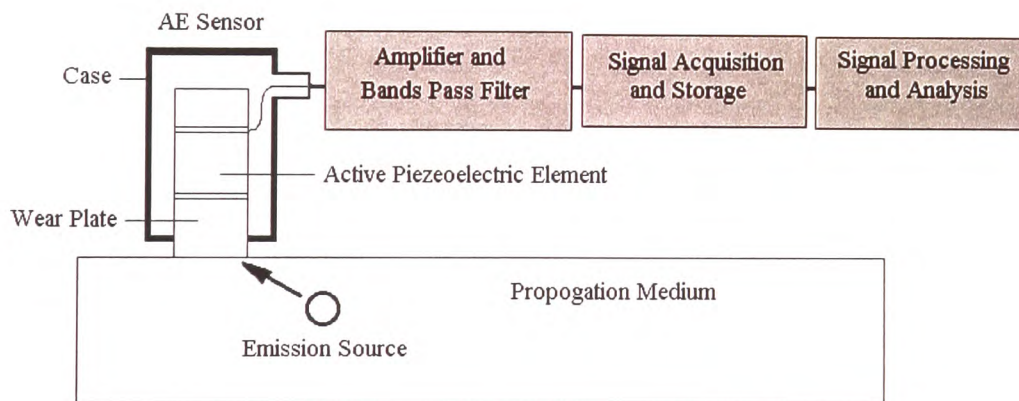 AE Sensor
Case
Amplifier and
Bands Pass Filter
Signal Acquisition
and Storage
Signal Processing
and Analysis
Active Piezeoelectric Element
Wear Plate
Propogation Medium
Emission Source